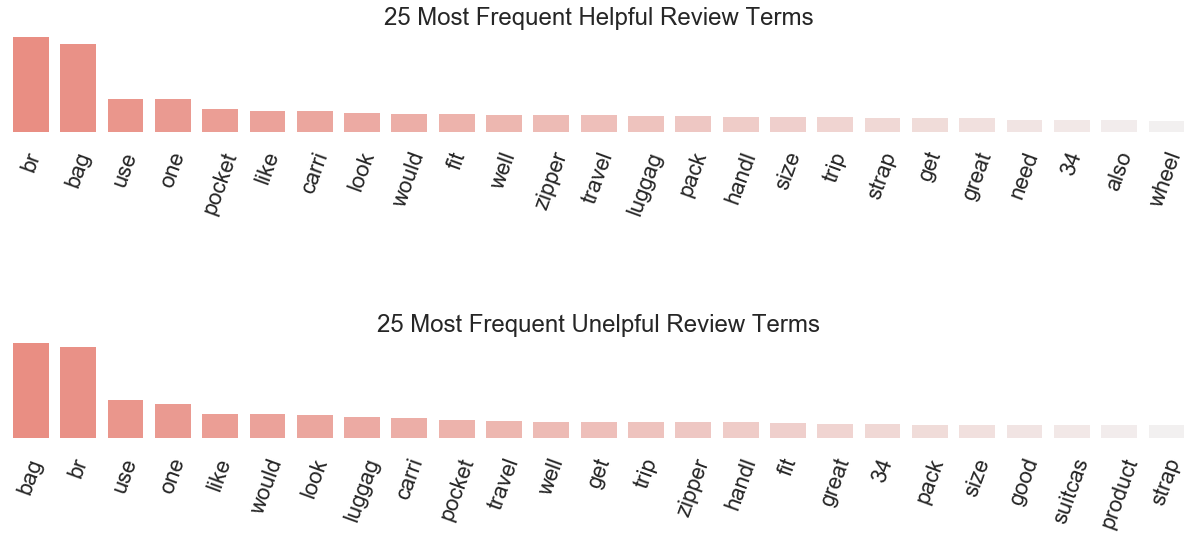 25 Most Frequent Helpful Review Terms
br bag use one pocket like carri look would fit well zipper travel luggag pack handl size trip strap get great need 34 also wheel
25 Most Frequent Unelpful Review Terms
bag br use one like would look luggag carri pocket travel well get trip zipper handl fit great 34 pack size good suitcas product strap